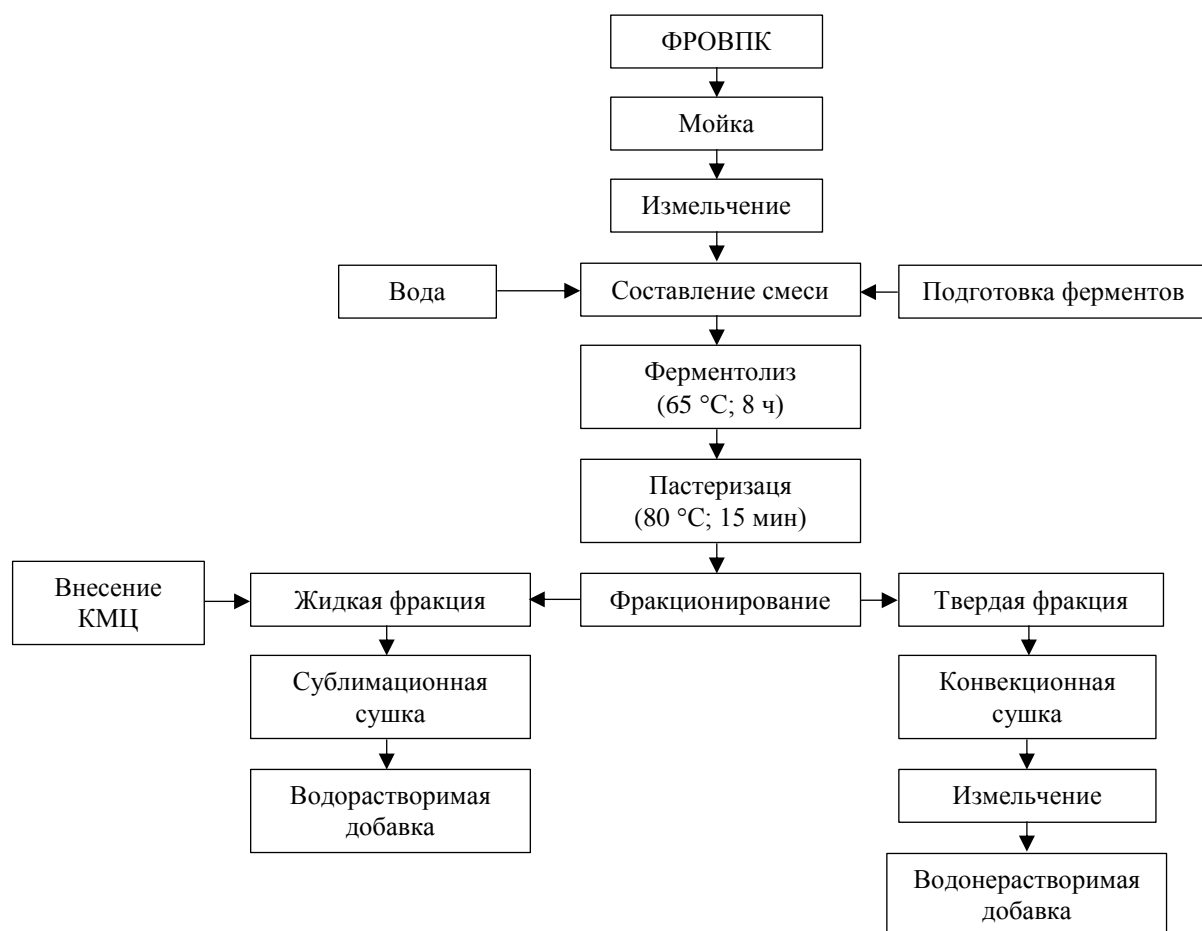 ФРОВПК
Мойка
Измельчение
Вода
Составление смеси
Подготовка ферментов
Ферментолиз
(65 °C; 8 ч)
Пастеризаця
(80 °C; 15 мин)
Внесение
КМЦ
Жидкая фракция
Фракционирование
Твердая фракция
Сублимационная
сушка
Конвекционная
сушка
Водорастворимая
добавка
Измельчение
Водонерастворимая
добавка